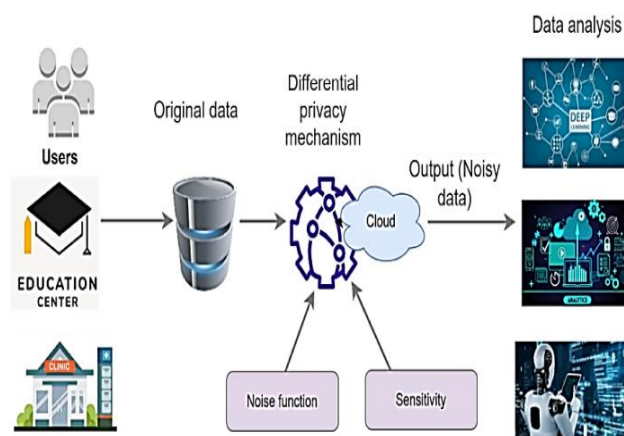 Data analysis
Differential
privacy
mechanism
Original data
Users
Output (Noisy
data)
DEEP
LEARNING
Cloud
EDUCATION
CENTER
ANALYTICS
CLINIC
Noise function
Sensitivity